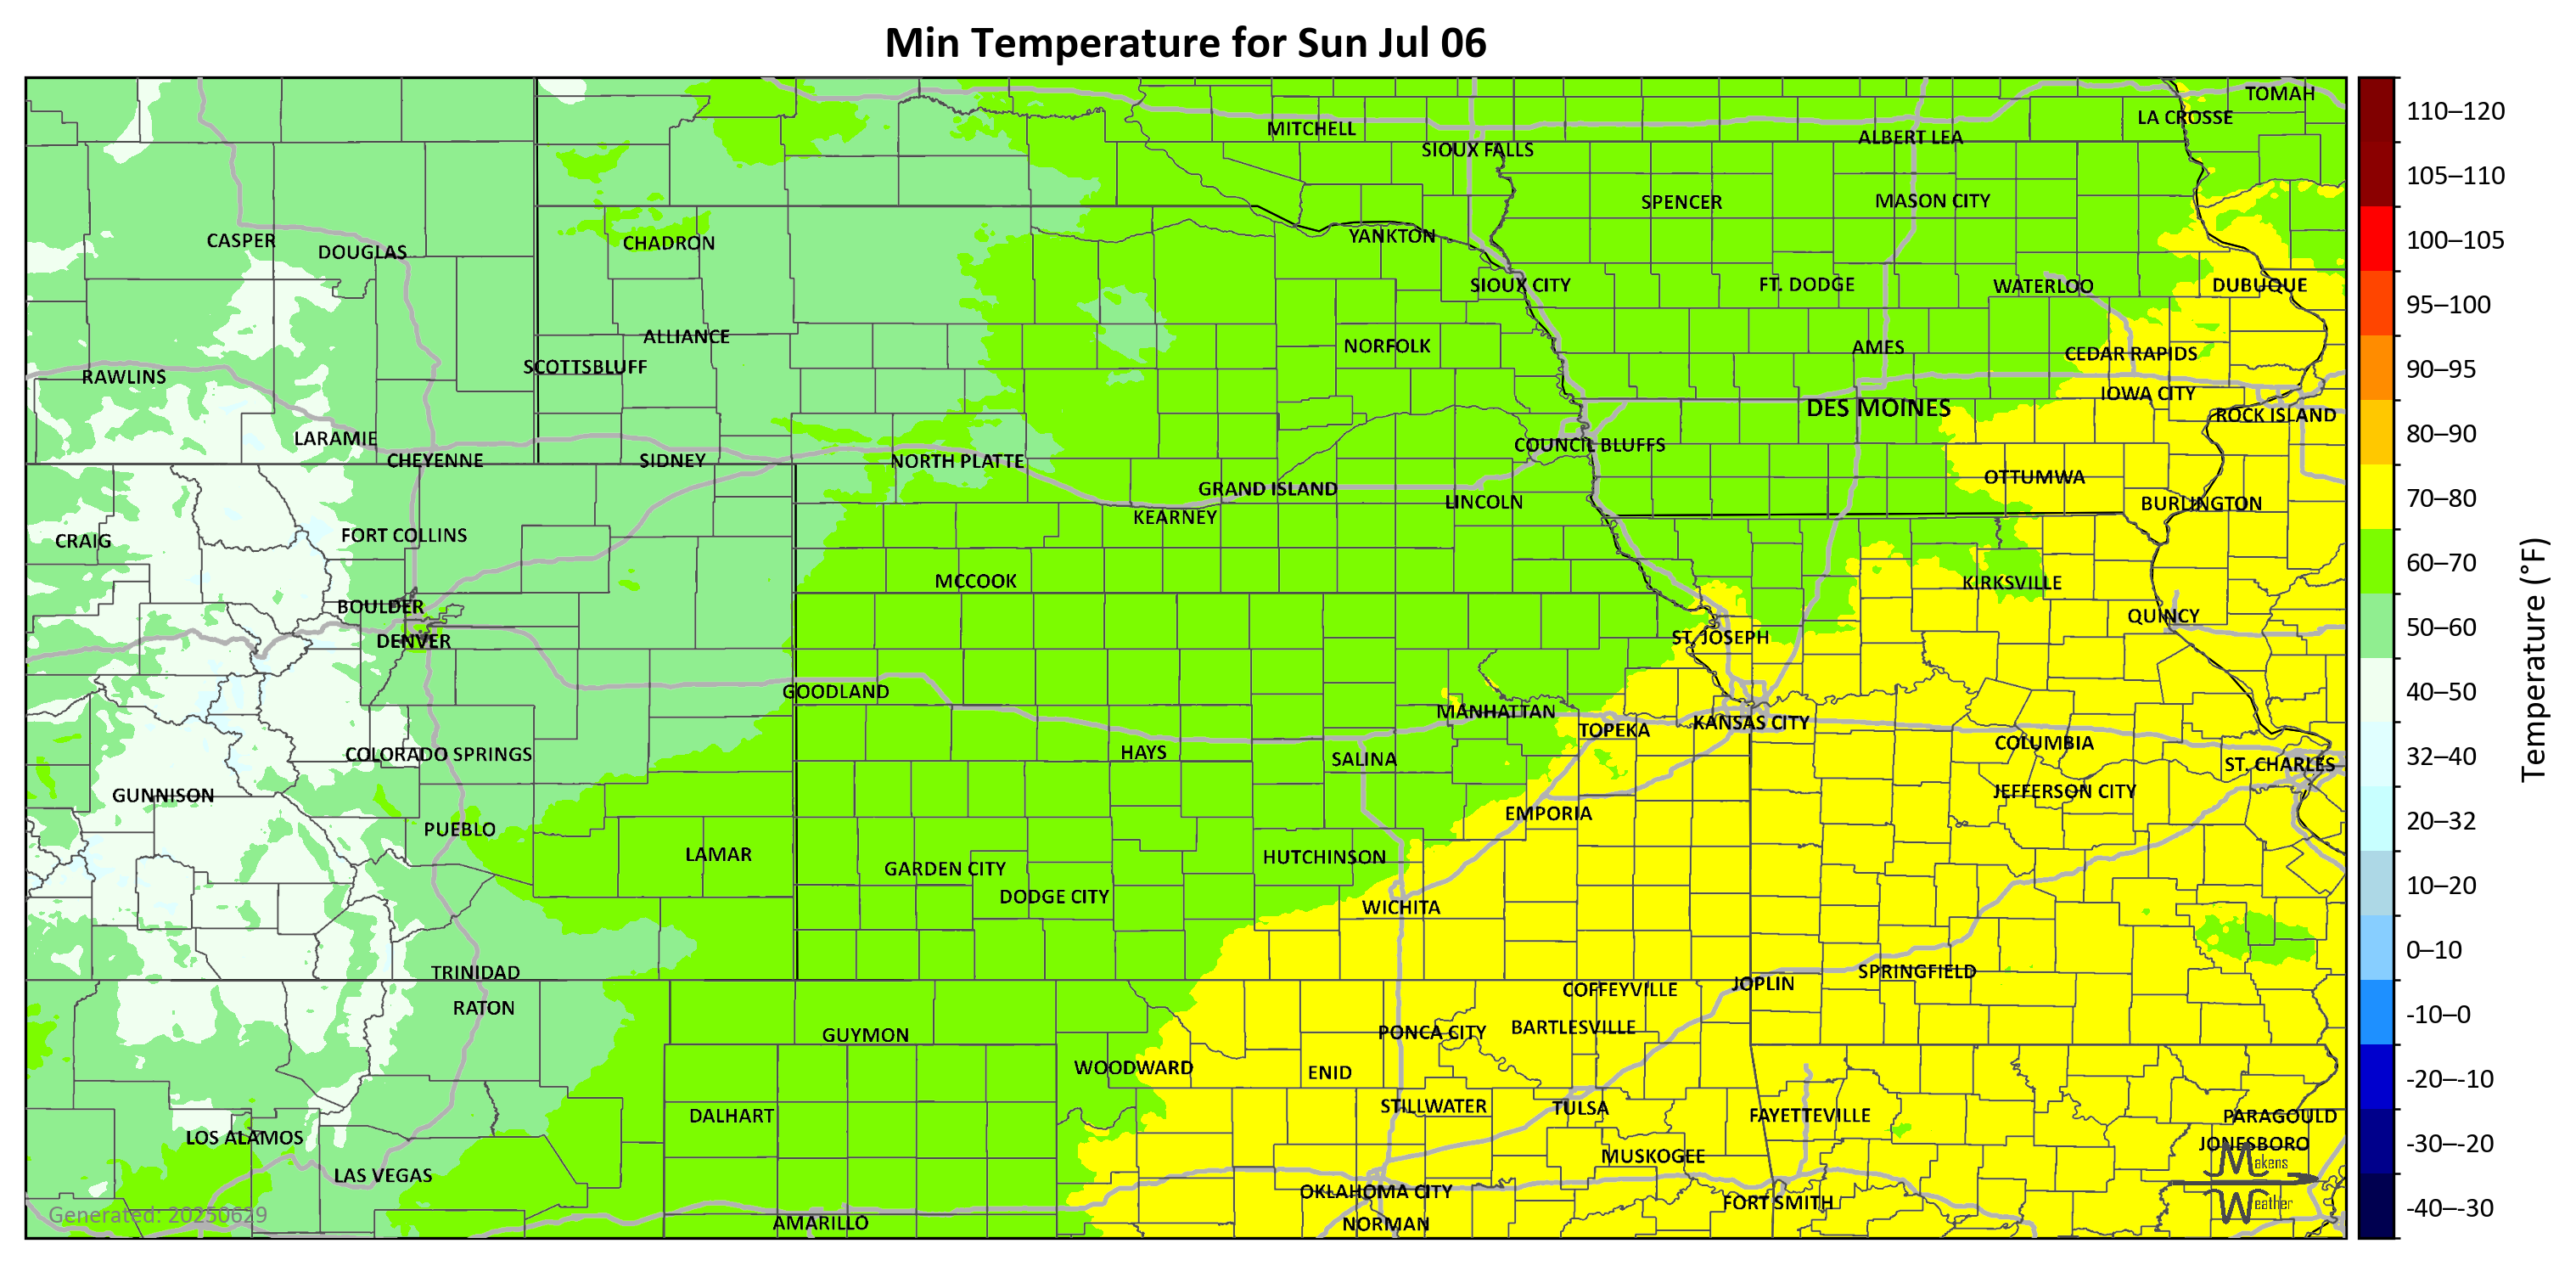 Min Temperature for Sun Jul 06
TOMAH
LA CROSSE
MITCHELL
ALBERT LEA
SIOUX FALLS
SPENCER
MASON CITY
CASPER
DOUGLAS
CHADRON
YANKTON
SIOUX CITY
FT. DODGE
WATERLOO
DUBUQUE
ALLIANCE
NORFOLK
AMES
CEDAR RAPIDS
SCOTTSBLUFF
RAWLINS
IOWA CITY
DES MOINES
ROCK ISLAND
LARAMIE
COUNCIL BLUFFS
CHEYENNE
SIDNEY
NORTH PLATTE
OTTUMWA
GRAND ISLAND
LINCOLN
BURLINGTON
KEARNEY
CRAIG
FORT COLLINS
MCCOOK
KIRKSVILLE
BOULDER
QUINCY
DENVER
ST. JOSEPH
GOODLAND
MANHATTAN
KANSAS CITY
TOPEKA
COLUMBIA
COLORADO SPRINGS
HAYS
SALINA
ST. CHARLES
GUNNISON
JEFFERSON CITY
EMPORIA
PUEBLO
LAMAR
HUTCHINSON
GARDEN CITY
DODGE CITY
WICHITA
TRINIDAD
SPRINGFIELD
JOPLIN
COFFEYVILLE
RATON
BARTLESVILLE
PONCA CITY
GUYMON
WOODWARD
ENID
STILLWATER
TULSA
DALHART
FAYETTEVILLE
PARAGOULD
LOS ALAMOS
JONESBORO
MUSKOGEE
LAS VEGAS
OKLAHOMA CITY
FORT SMITH
AMARILLO
NORMAN
Makens
Weather
Generated: 20250629
110–120
105–110
100–105
95–100
90–95
80–90
70–80
60–70
50–60
40–50
32–40
20–32
10–20
0–10
-10–0
-20–-10
-30–-20
-40–-30
Temperature (°F)